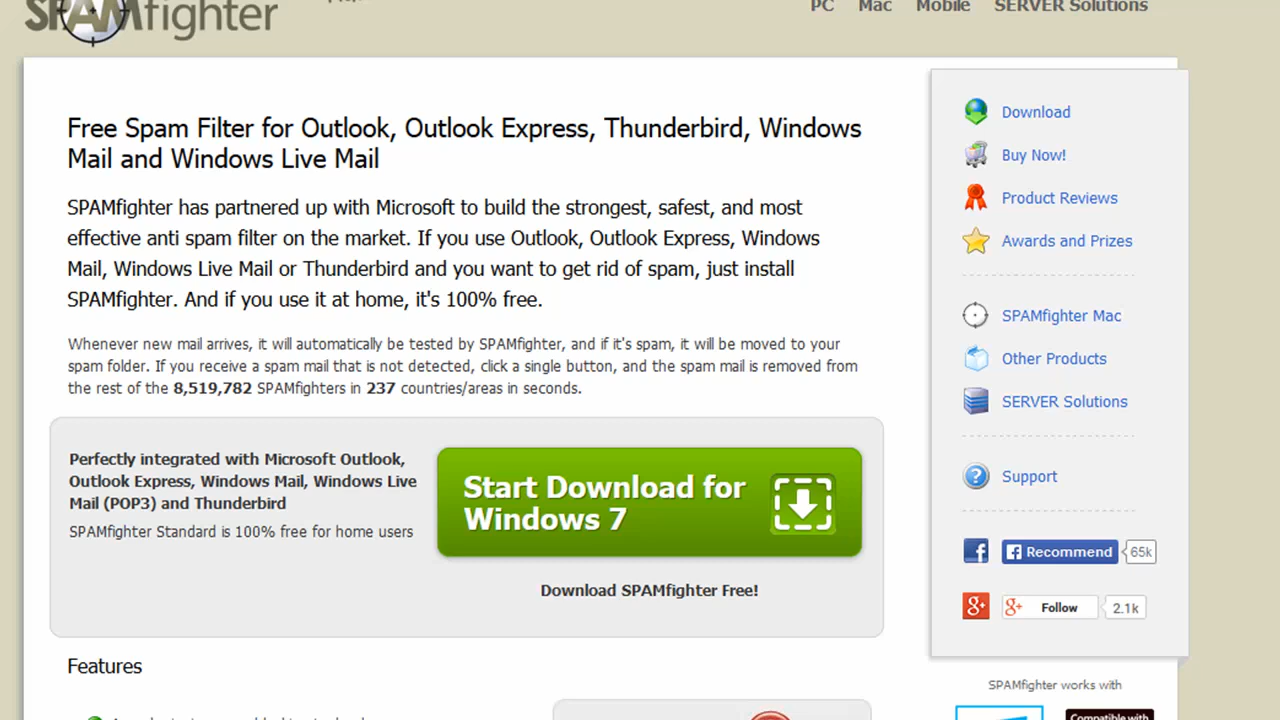 SPAMfighter
PC Mac Mobile SERVER Solutions
Free Spam Filter for Outlook, Outlook Express, Thunderbird, Windows
Mail and Windows Live Mail
SPAMfighter has partnered up with Microsoft to build the strongest, safest, and most
effective anti spam filter on the market. If you use Outlook, Outlook Express, Windows
Mail, Windows Live Mail or Thunderbird and you want to get rid of spam, just install
SPAMfighter. And if you use it at home, it's 100% free.
Whenever new mail arrives, it will automatically be tested by SPAMfighter, and if it's spam, it will be moved to your
spam folder. If you receive a spam mail that is not detected, click a single button, and the spam mail is removed from
the rest of the 8,519,782 SPAMfighters in 237 countries/areas in seconds.
Perfectly integrated with Microsoft Outlook,
Outlook Express, Windows Mail, Windows Live
Mail (POP3) and Thunderbird
SPAMfighter Standard is 100% free for home users
Start Download for
Windows 7
Download SPAMfighter Free!
Features
Download
Buy Now!
Product Reviews
Awards and Prizes
SPAMfighter Mac
Other Products
SERVER Solutions
Support
Recommend 65k
Follow 2.1k
SPAMfighter works with
Compatible with